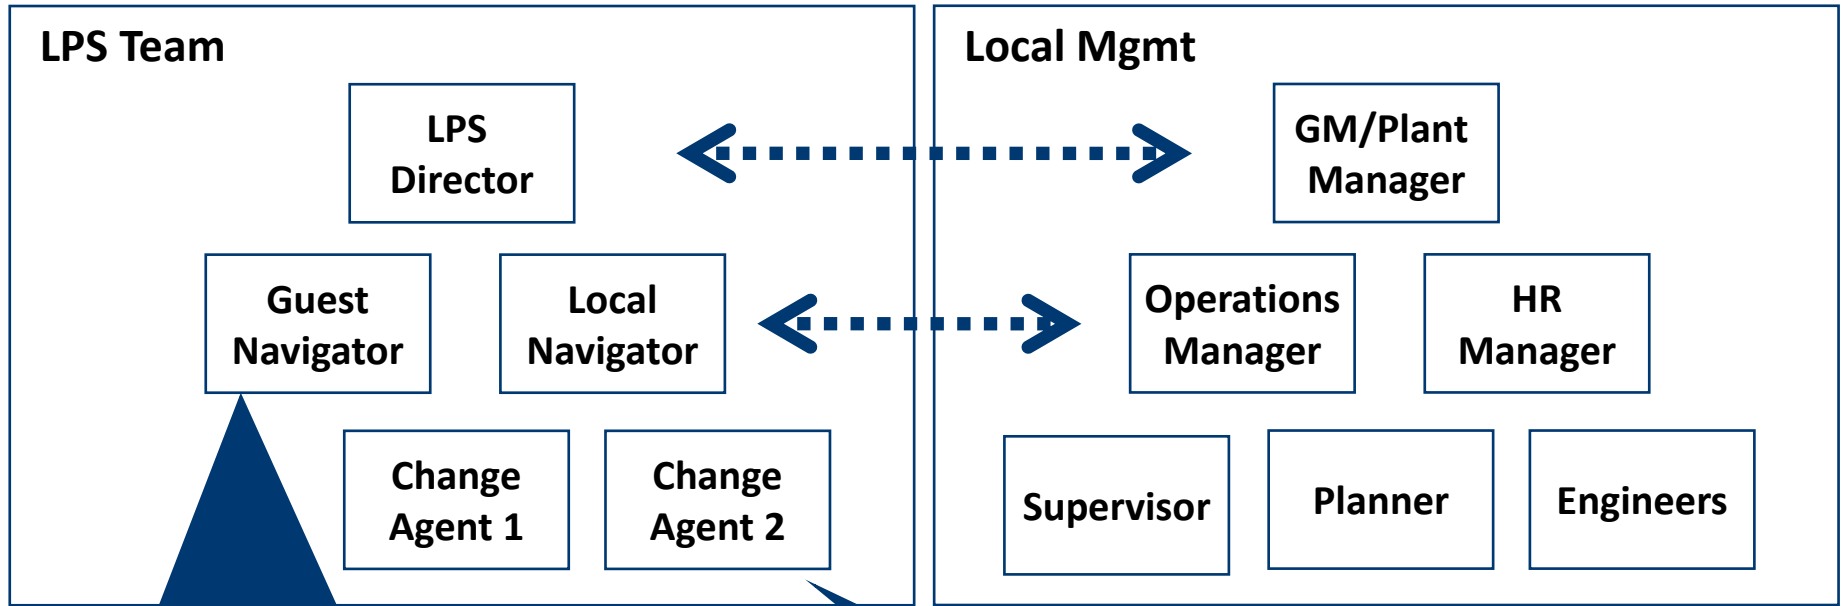 LPS Team
LPS
Director
Guest
Navigator
Local
Navigator
Change
Agent 1
Change
Agent 2
Local Mgmt
GM/Plant
Manager
Operations
Manager
HR
Manager
Supervisor
Planner
Engineers